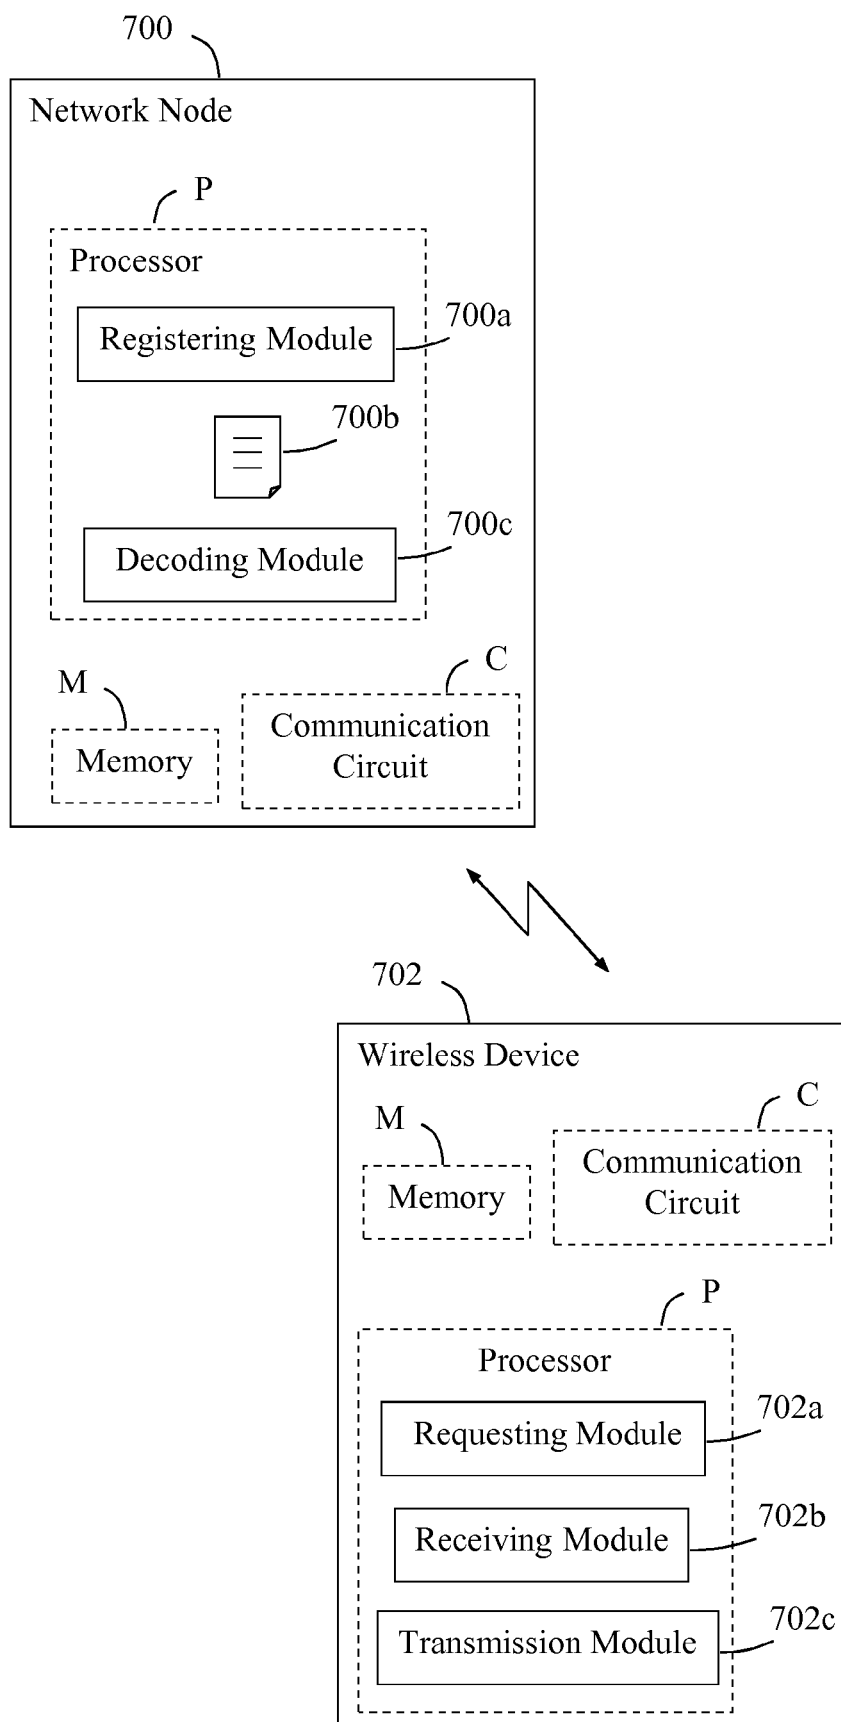 700
Network Node
P
Processor
700a
Registering Module
700b
700c
Decoding Module
C
M
Communication
Circuit
Memory
702
Wireless Device
C
M
Communication
Circuit
Memory
P
Processor
702a
Requesting Module
702b
Receiving Module
702c
Transmission Module